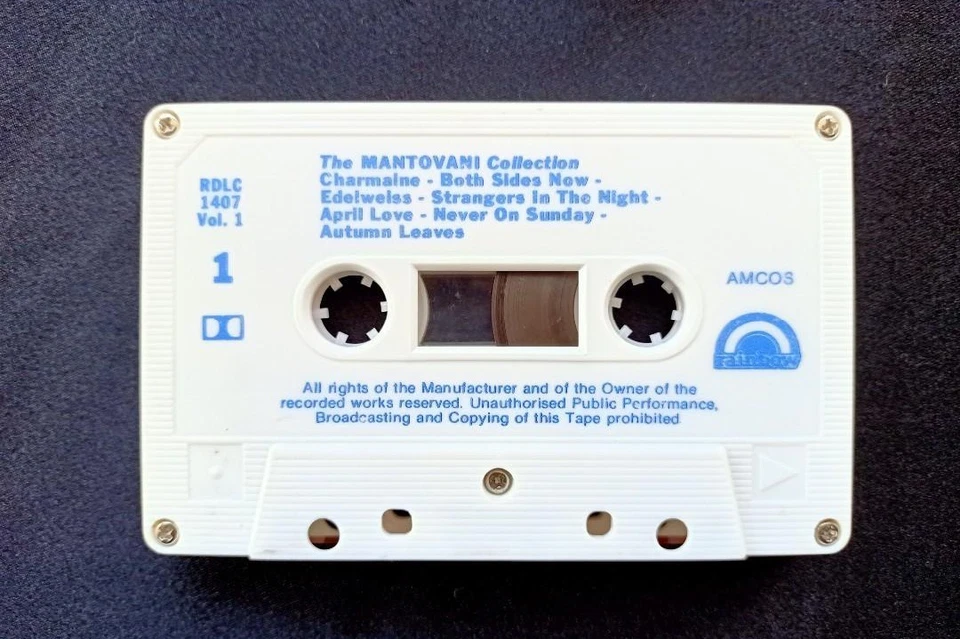 The MANTOVANI Collection
Charmaine - Both Sides Now -
Edelweiss - Strangers In The Night -
April Love - Never On Sunday -
Autumn Leaves
RDLC
1407
Vol. 1
1
AMCOS
rainbow
All rights of the Manufacturer and of the Owner of the
recorded works reserved. Unauthorised Public Performance,
Broadcasting and Copying of this Tape prohibited